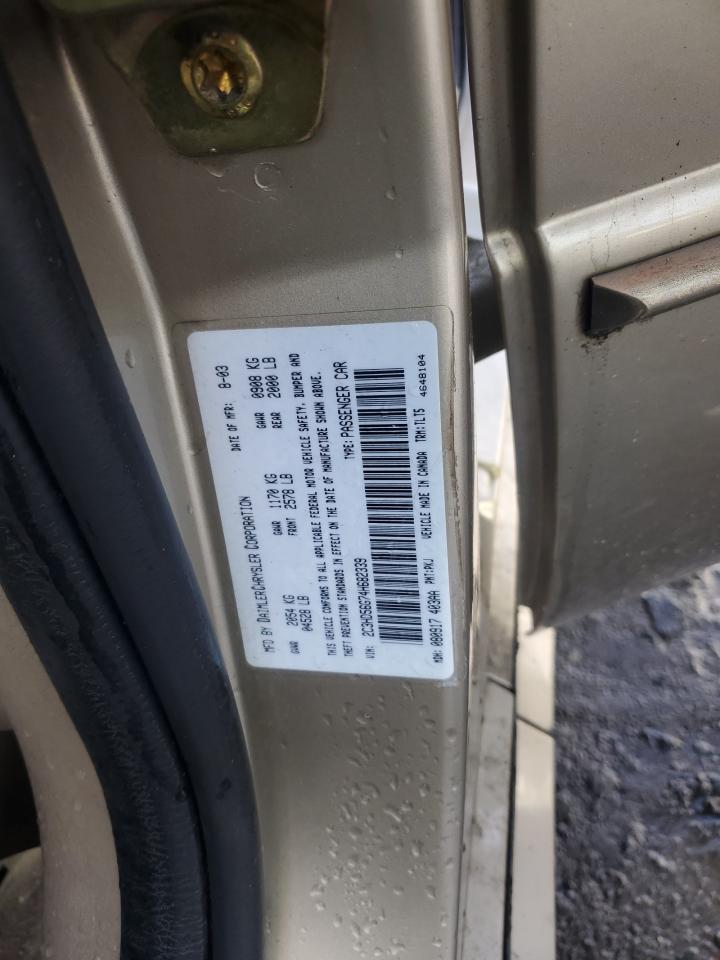 MFD BY DAIMLERCHRYSLER CORPORATION DATE OF MFR: 8-03
GVWR 2054 KG GAWR 1170 KG GAWR 0908 KG
04528 LB FRONT 2578 LB REAR 2000 LB
THIS VEHICLE CONFORMS TO ALL APPLICABLE FEDERAL MOTOR VEHICLE SAFETY, BUMPER AND
THEFT PREVENTION STANDARDS IN EFFECT ON THE DATE OF MANUFACTURE SHOWN ABOVE.
VIN: 2C3HD56G74H682339 TYPE: PASSENGER CAR
MDH: 080917 403AA PNT: PKJ VEHICLE MADE IN CANADA TRM: ILT5 4648104